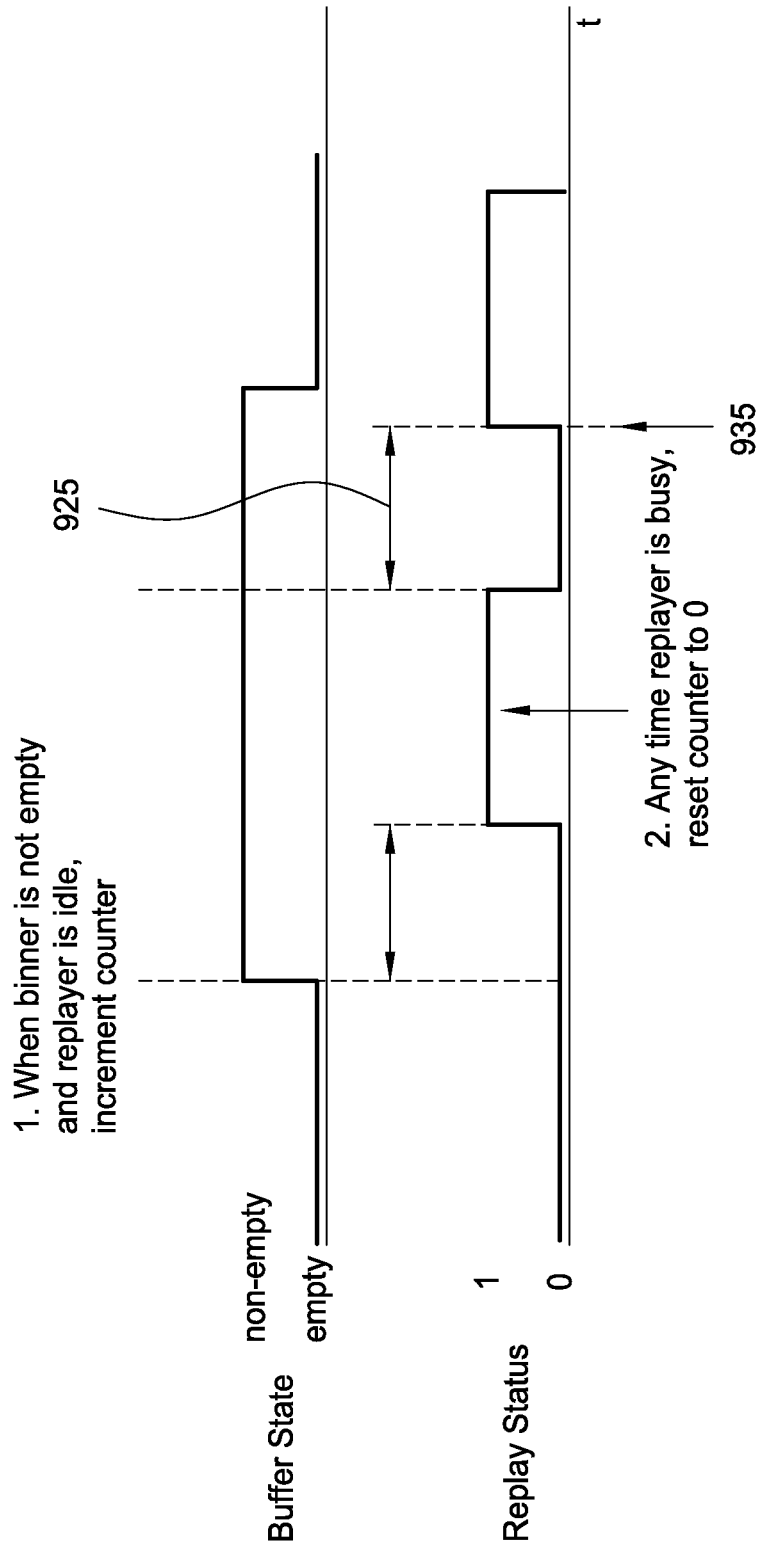 1. When binner is not empty
and replayer is idle,
increment counter
925
Buffer State
non-empty
empty
Replay Status
1
0
t
2. Any time replayer is busy,
reset counter to 0
935